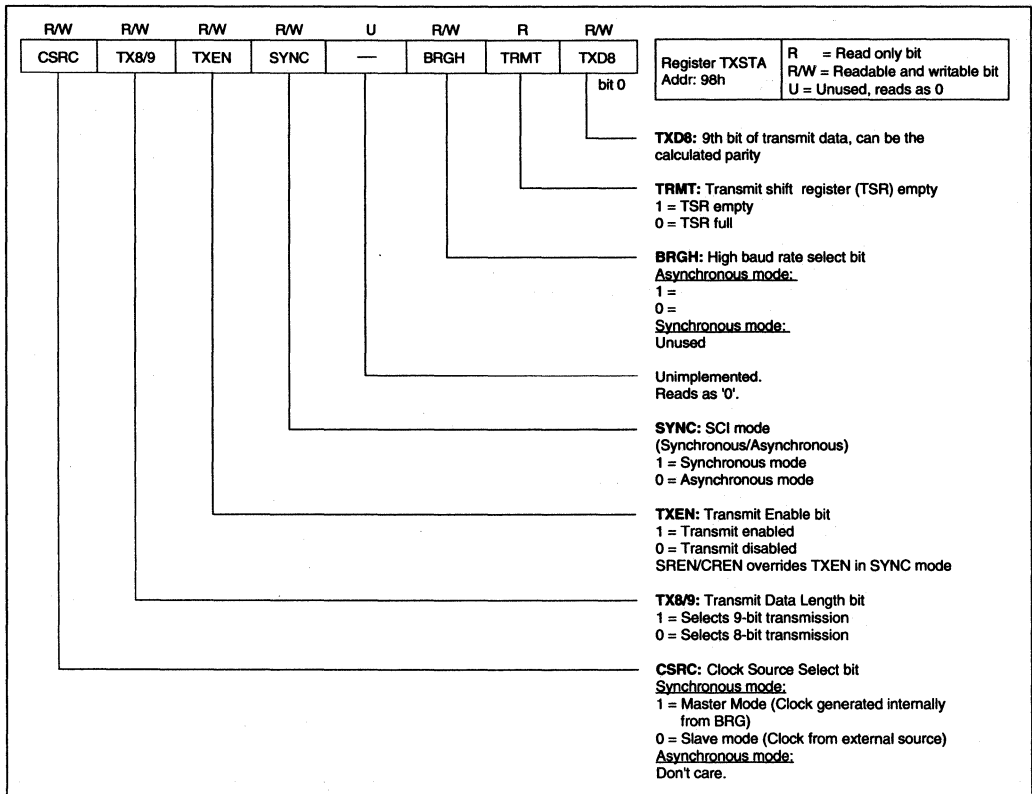 R/W R/W R/W R/W U R/W R R/W
CSRC TX8/9 TXEN SYNC — BRGH TRMT TXD8
bit 0
Register TXSTA
Addr: 98h
R = Read only bit
R/W = Readable and writable bit
U = Unused, reads as 0
TXD8: 9th bit of transmit data, can be the
calculated parity
TRMT: Transmit shift register (TSR) empty
1 = TSR empty
0 = TSR full
BRGH: High baud rate select bit
Asynchronous mode:
1 =
0 =
Synchronous mode:
Unused
Unimplemented.
Reads as '0'.
SYNC: SCI mode
(Synchronous/Asynchronous)
1 = Synchronous mode
0 = Asynchronous mode
TXEN: Transmit Enable bit
1 = Transmit enabled
0 = Transmit disabled
SREN/CREN overrides TXEN in SYNC mode
TX8/9: Transmit Data Length bit
1 = Selects 9-bit transmission
0 = Selects 8-bit transmission
CSRC: Clock Source Select bit
Synchronous mode:
1 = Master Mode (Clock generated internally
from BRG)
0 = Slave mode (Clock from external source)
Asynchronous mode:
Don't care.